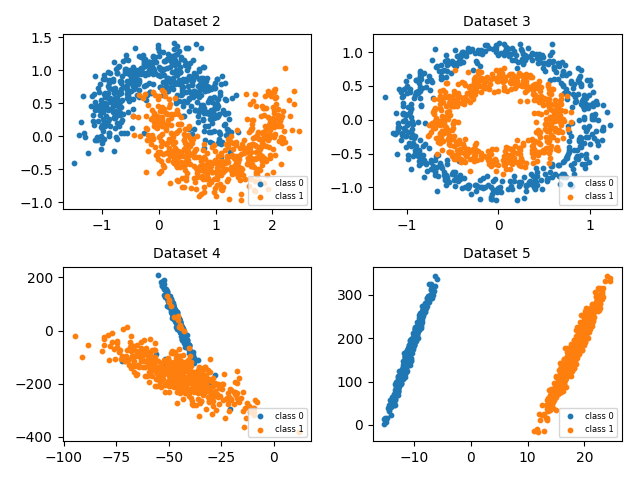 Dataset 2
1.5
1.0
0.5
0.0
−0.5
−1.0
−1 0 1 2
class 0
class 1
Dataset 3
1.0
0.5
0.0
−0.5
−1.0
−1 0 1
class 0
class 1
Dataset 4
200
0
−200
−400
−100 −75 −50 −25 0
class 0
class 1
Dataset 5
300
200
100
0
−10 0 10 20
class 0
class 1